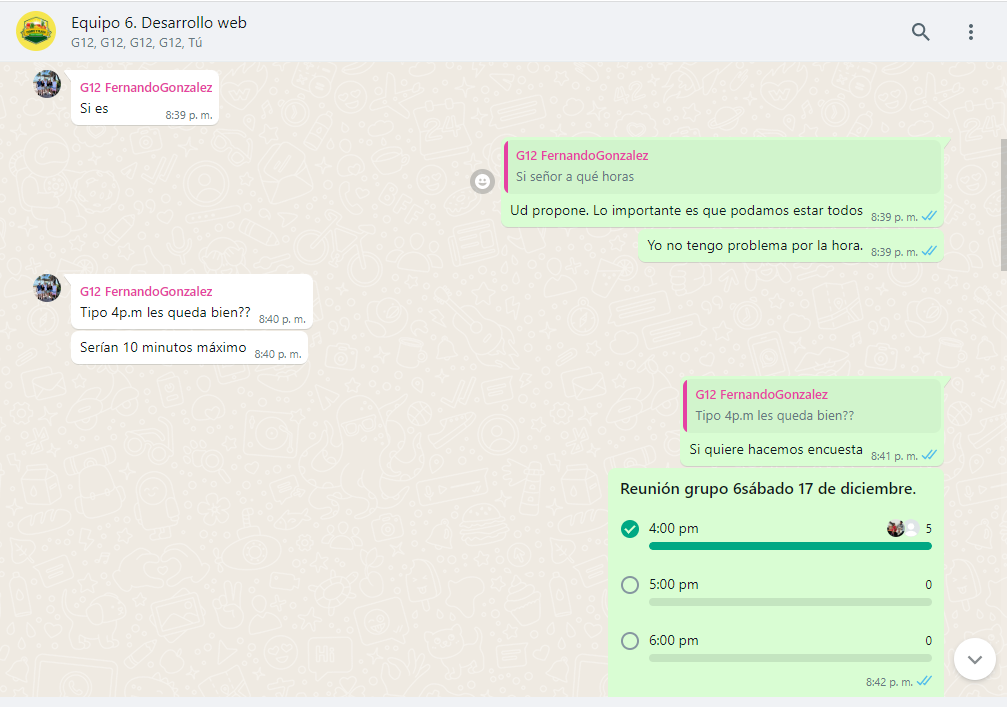 Equipo 6. Desarrollo web
G12, G12, G12, G12, Tú
G12 FernandoGonzalez
Si es
8:39 p. m.
G12 FernandoGonzalez
Si señor a qué horas
Ud propone. Lo importante es que podamos estar todos
8:39 p. m.
Yo no tengo problema por la hora.
8:39 p. m.
G12 FernandoGonzalez
Tipo 4p.m les queda bien??
8:40 p. m.
Serían 10 minutos máximo
8:40 p. m.
G12 FernandoGonzalez
Tipo 4p.m les queda bien??
Si quiere hacemos encuesta
8:41 p. m.
Reunión grupo 6sábado 17 de diciembre.
4:00 pm
5
5:00 pm
0
6:00 pm
0
8:42 p. m.